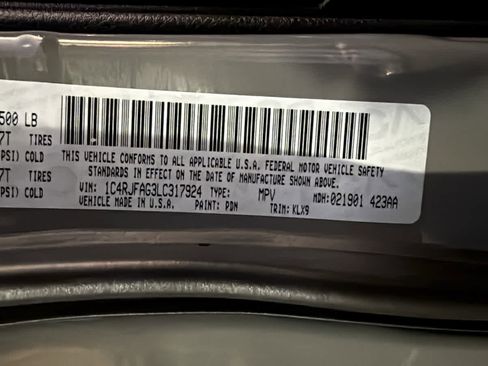 500 LB
7T TIRES
PSI) COLD
7T TIRES
PSI) COLD
THIS VEHICLE CONFORMS TO ALL APPLICABLE U.S.A. FEDERAL MOTOR VEHICLE SAFETY
STANDARDS IN EFFECT ON THE DATE OF MANUFACTURE SHOWN ABOVE.
VIN: 1C4RJFAG3LC317924 TYPE: MPV MDH:021901 423AA
VEHICLE MADE IN U.S.A. PAINT: PDN TRIM: KLX9